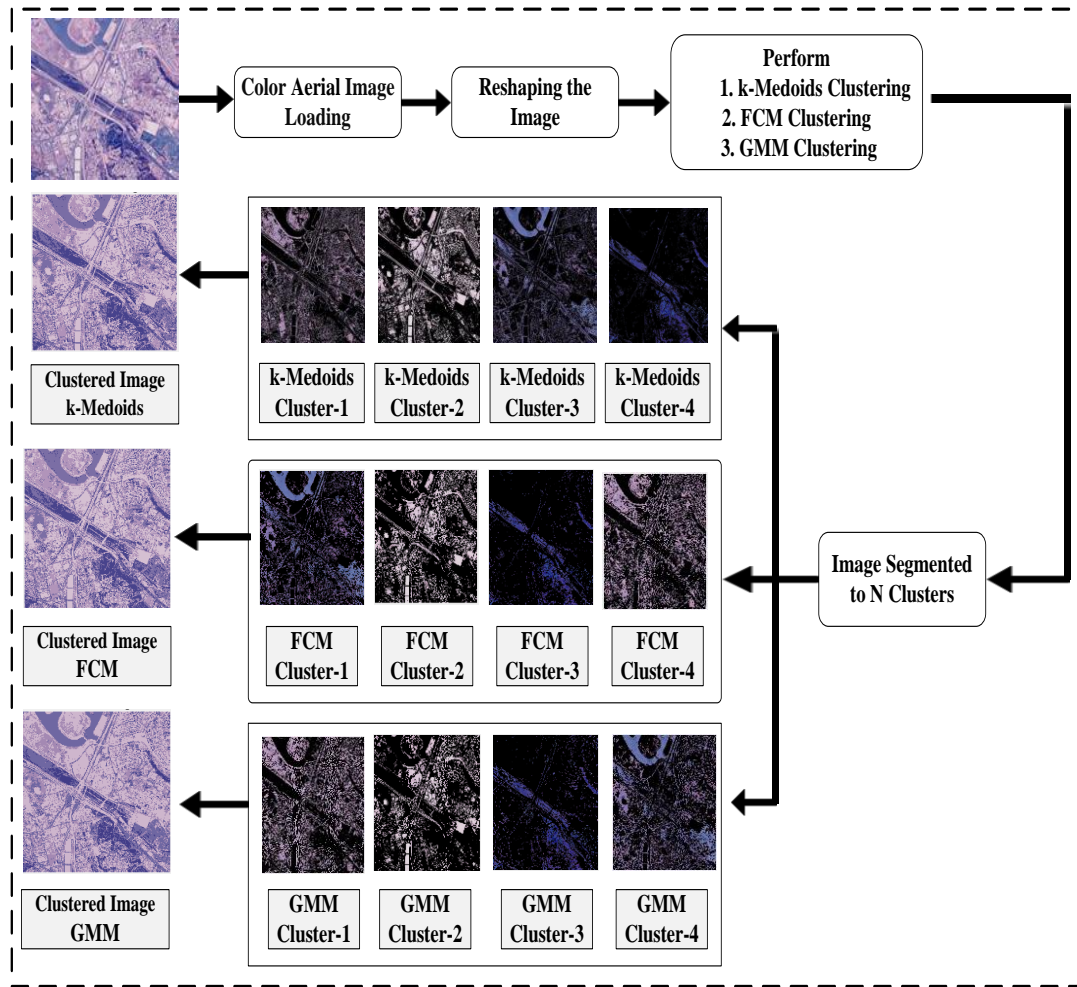 Color Aerial Image
Loading
Reshaping the
Image
Perform
1. k-Medoids Clustering
2. FCM Clustering
3. GMM Clustering
Clustered Image
k-Medoids
k-Medoids
Cluster-1
k-Medoids
Cluster-2
k-Medoids
Cluster-3
k-Medoids
Cluster-4
Image Segmented
to N Clusters
Clustered Image
FCM
FCM
Cluster-1
FCM
Cluster-2
FCM
Cluster-3
FCM
Cluster-4
Clustered Image
GMM
GMM
Cluster-1
GMM
Cluster-2
GMM
Cluster-3
GMM
Cluster-4